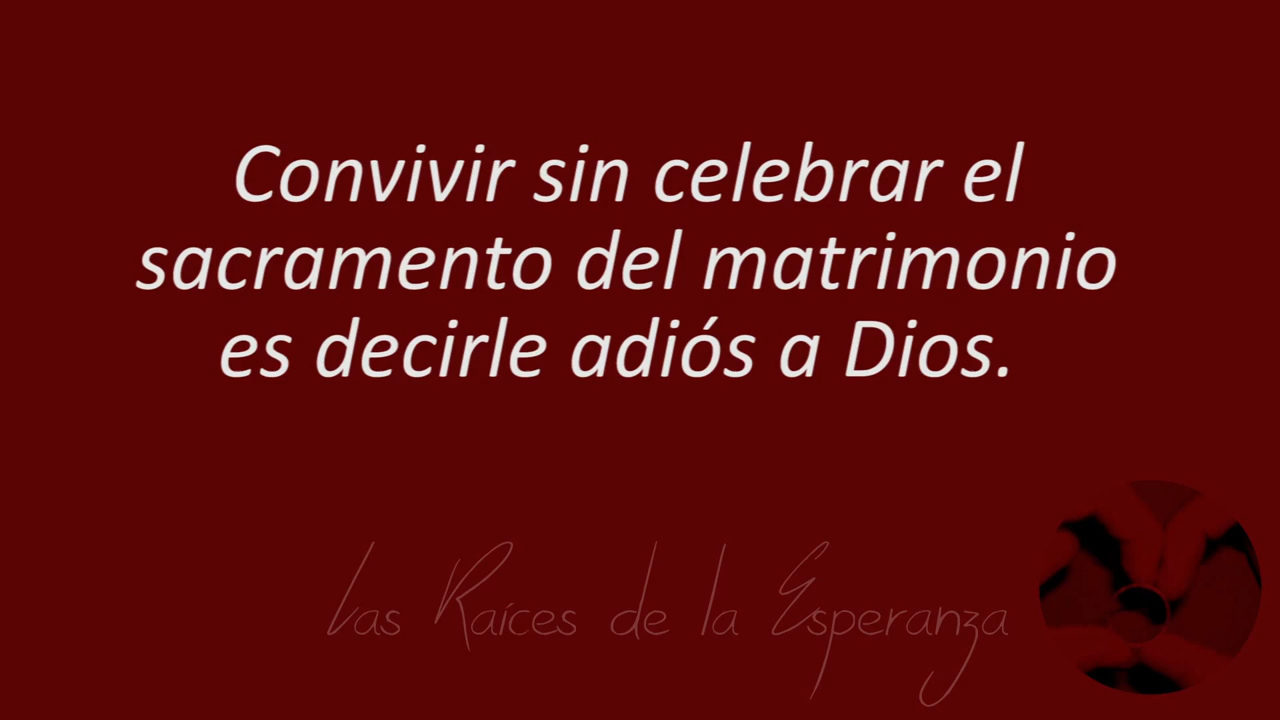 Convivir sin celebrar el
sacramento del matrimonio
es decirle adiós a Dios.
Las Raíces de la Esperanza